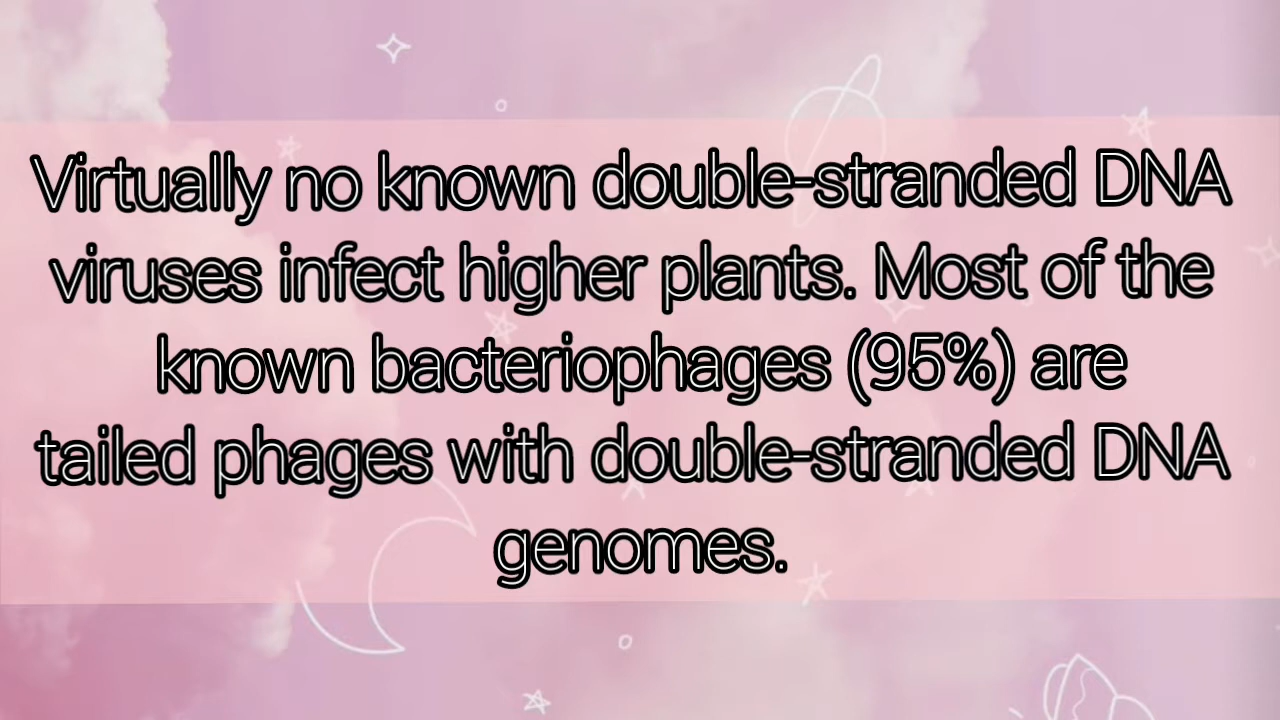 Virtually no known double-stranded DNA
viruses infect higher plants. Most of the
known bacteriophages (95%) are
tailed phages with double-stranded DNA
genomes.